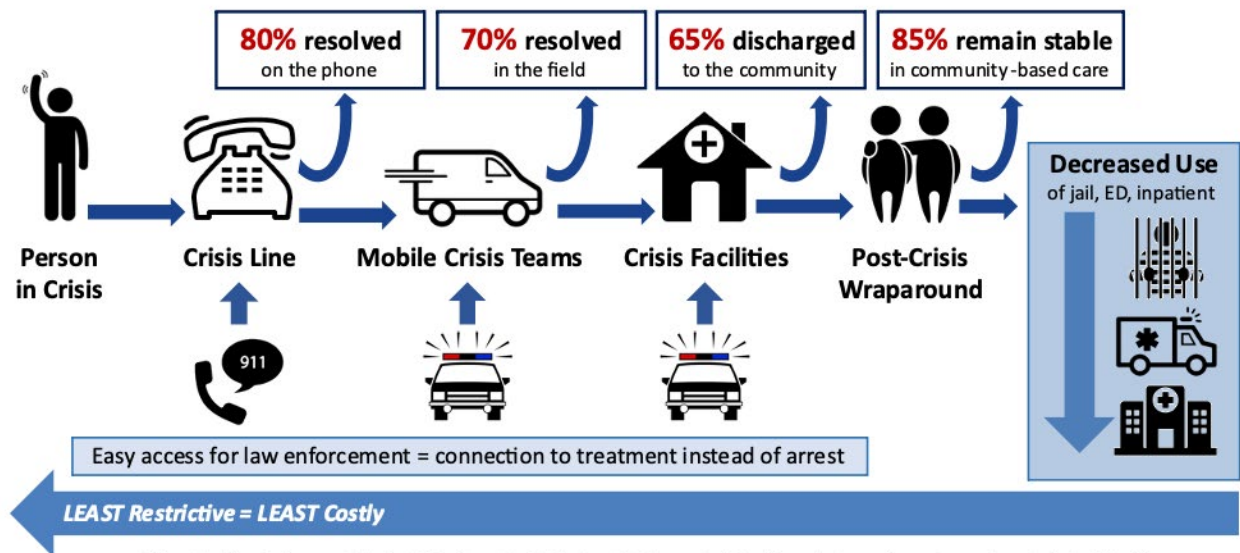 80% resolved
on the phone
70% resolved
in the field
65% discharged
to the community
85% remain stable
in community-based care
Person
in Crisis
Crisis Line
Mobile Crisis Teams
Crisis Facilities
Post-Crisis
Wraparound
Decreased Use
of jail, ED, inpatient
911
Easy access for law enforcement = connection to treatment instead of arrest
LEAST Restrictive = LEAST Costly